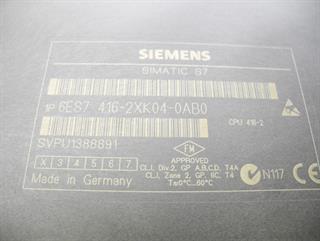 SIEMENS
SIMATIC S7
1P 6ES7 416-2XK04-0AB0
CPU 416-2
SVPU1388891
X 3 4 5 6 7
FM
APPROVED
CL.I, Div.2, GP. A,B,C,D, T4A
CL.I, Zone 2, GP. IIC, T4
Ta:0°C...60°C
N117
Made in Germany